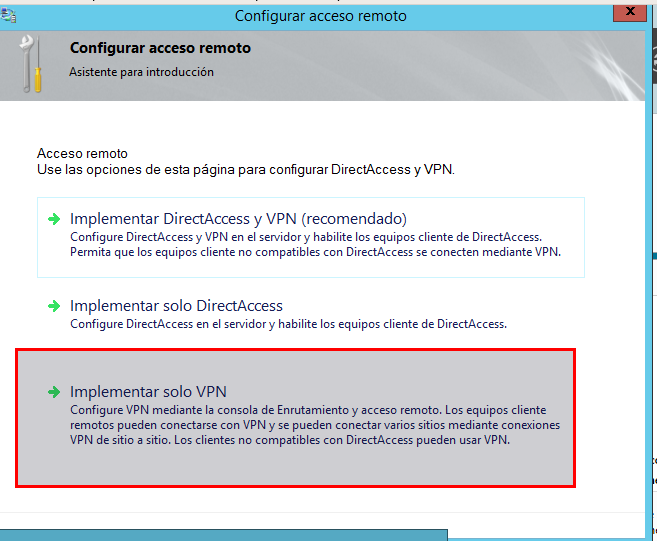 Configurar acceso remoto
x
Configurar acceso remoto
Asistente para introducción
Acceso remoto
Use las opciones de esta página para configurar DirectAccess y VPN.
Implementar DirectAccess y VPN (recomendado)
Configure DirectAccess y VPN en el servidor y habilite los equipos cliente de DirectAccess.
Permita que los equipos cliente no compatibles con DirectAccess se conecten mediante VPN.
Implementar solo DirectAccess
Configure DirectAccess en el servidor y habilite los equipos cliente de DirectAccess.
Implementar solo VPN
Configure VPN mediante la consola de Enrutamiento y acceso remoto. Los equipos cliente
remotos pueden conectarse con VPN y se pueden conectar varios sitios mediante conexiones
VPN de sitio a sitio. Los clientes no compatibles con DirectAccess pueden usar VPN.